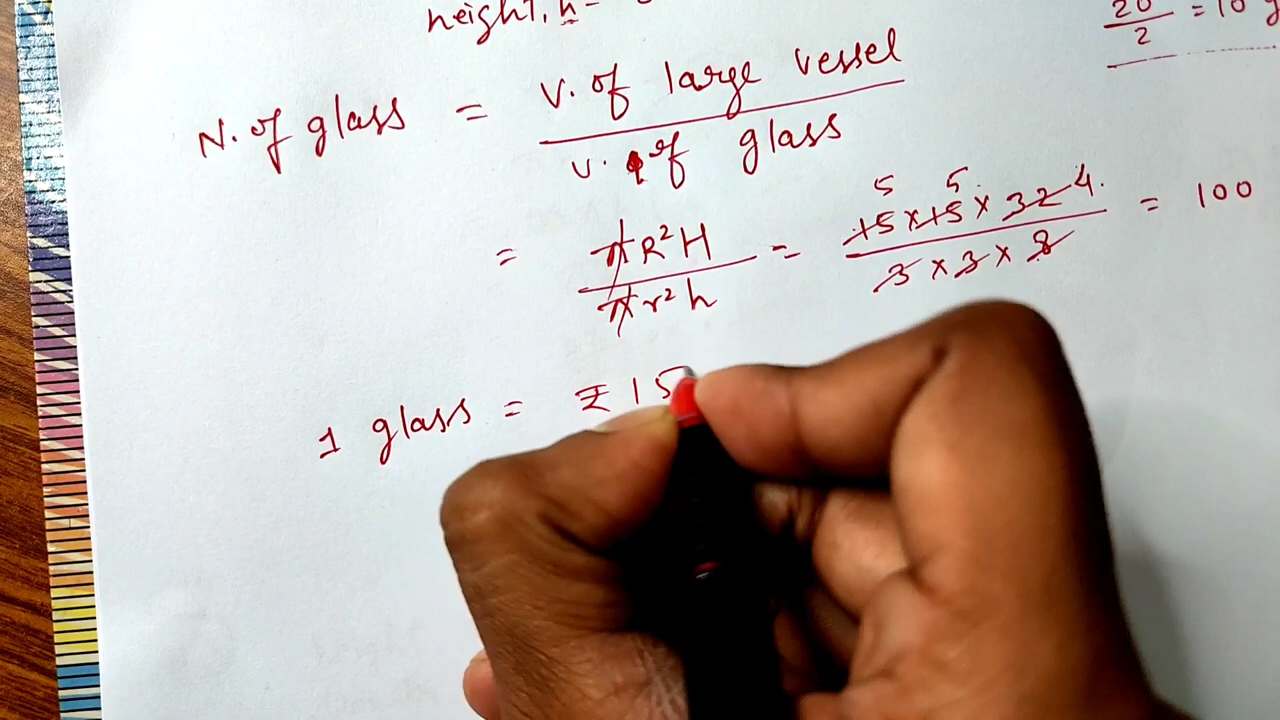 height, h =
20/2 = 10
N. of glass = V. of large vessel / V. of glass
= πR²H / πr²h = 15 x 15 x 32 / 3 x 3 x 8 = 100
5 5 4
1 glass = ₹15